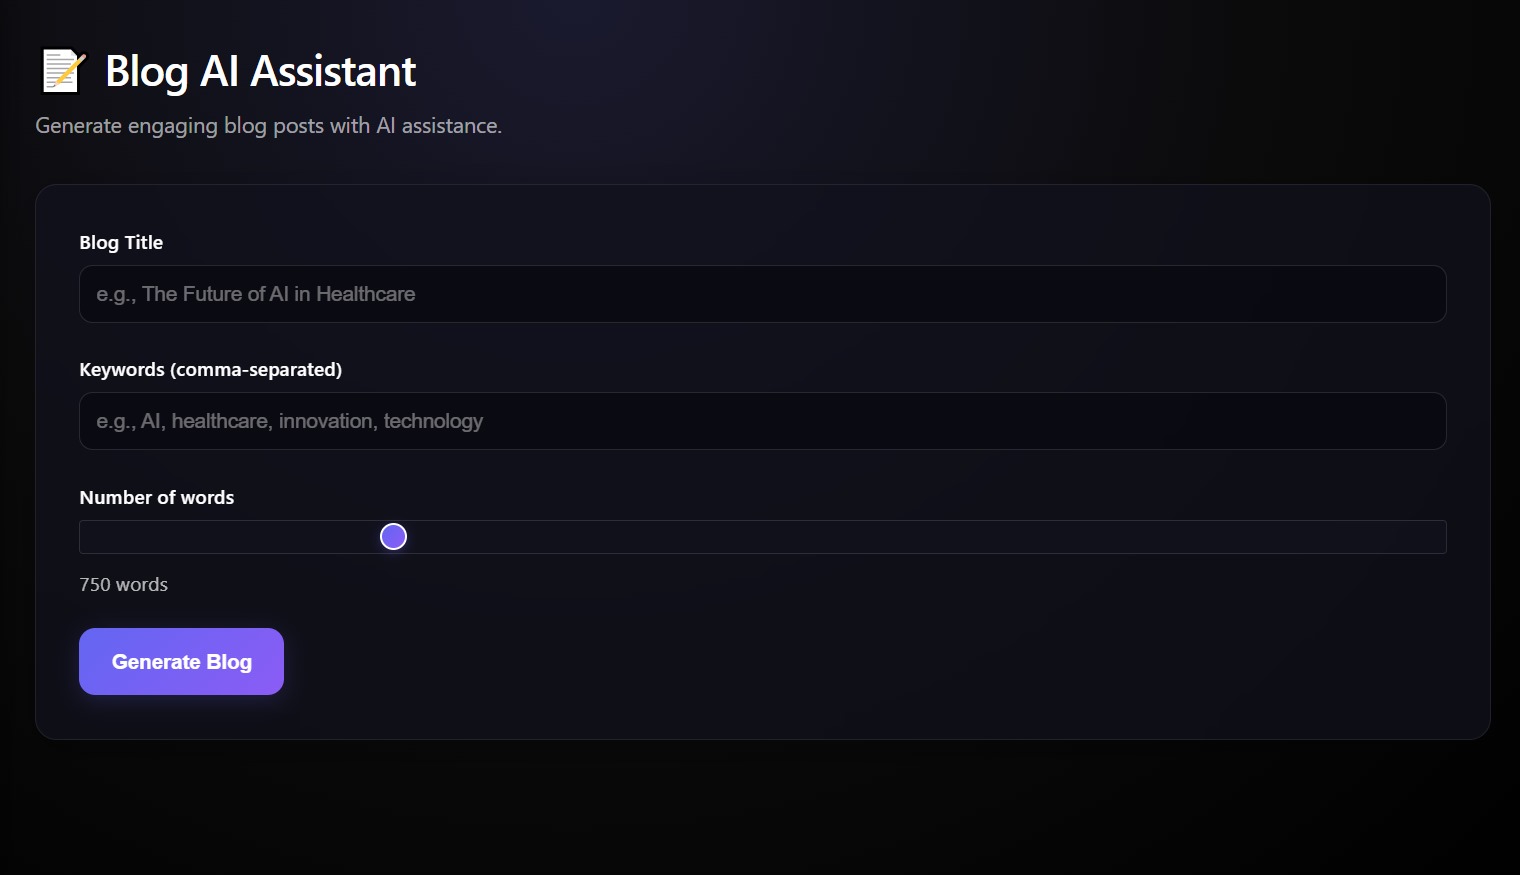 Blog AI Assistant
Generate engaging blog posts with AI assistance.
Blog Title
e.g., The Future of AI in Healthcare
Keywords (comma-separated)
e.g., AI, healthcare, innovation, technology
Number of words
750 words
Generate Blog